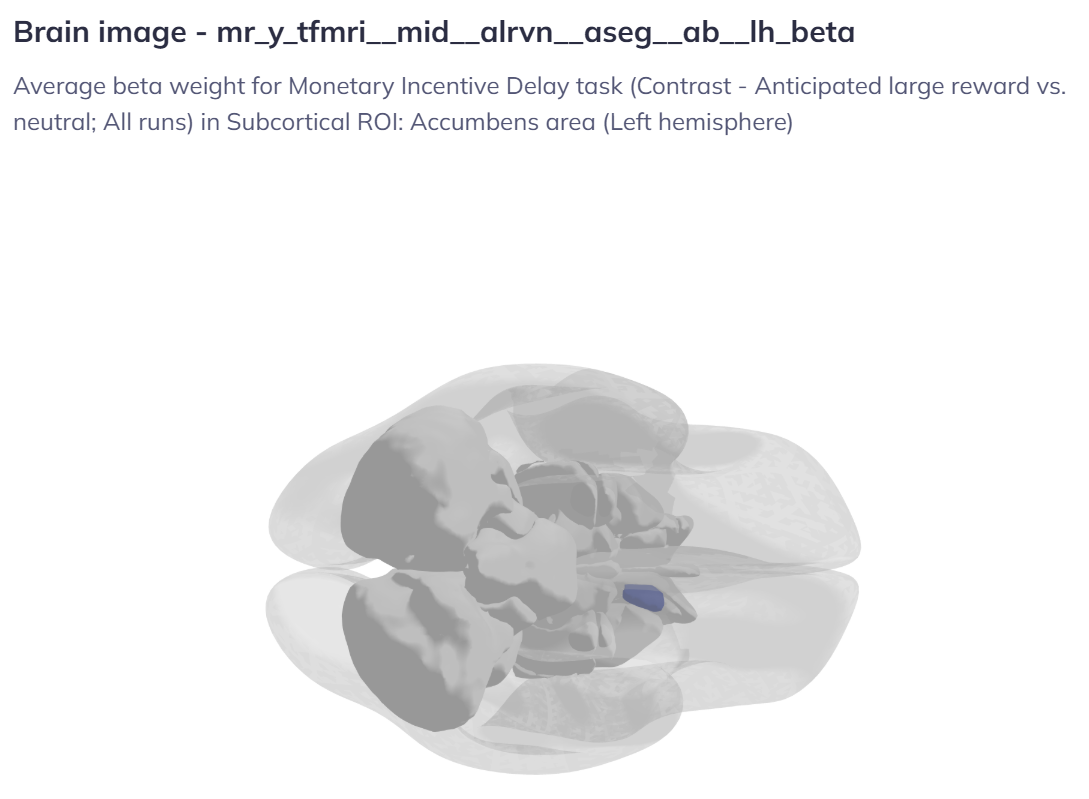 Brain image - mr_y_tfmri__mid__alrvn__aseg__ab__lh_beta
Average beta weight for Monetary Incentive Delay task (Contrast - Anticipated large reward vs.
neutral; All runs) in Subcortical ROI: Accumbens area (Left hemisphere)